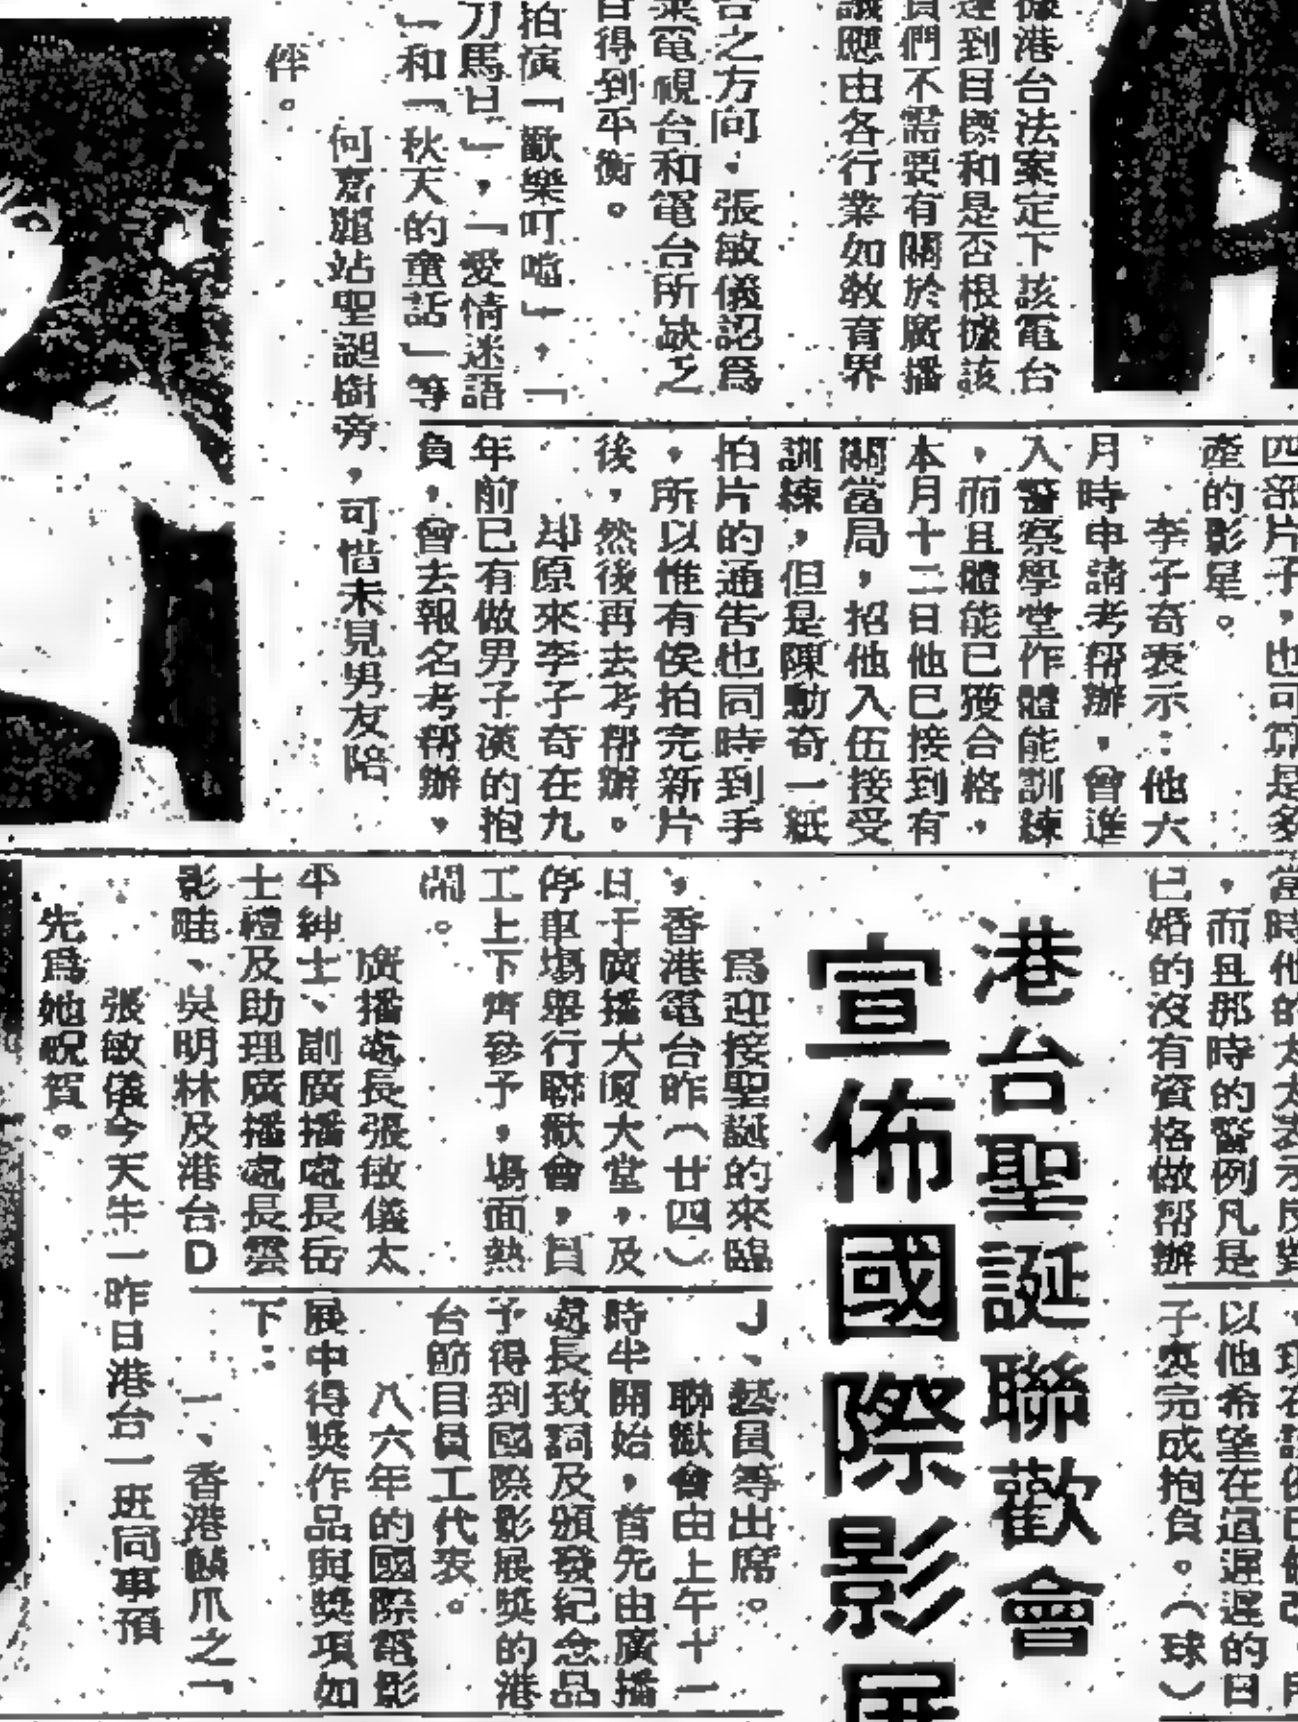 據港台法案定下該電台
達到目標和是否根據該
員們不需要有關於廣播
議應由各行業如教育界
台之方向,張敏儀認爲
業電視台和電台所缺乏
得到平衡。
拍演「歡樂叮噹」,「
刀馬旦」,「愛情迷語
」和「秋天的童話」等
何嘉麗站聖誕樹旁,可惜未見男友陪
伴。
四部片子,也可算是多
產的影星。
李子奇表示:他六
月時申請考幇辦,曾進
入警察學堂作體能訓練
,而且體能已獲合格,
本月十二日他已接到有
關當局,招他入伍接受
訓練,但是陳勳奇一紙
拍片的通告也同時到手
,所以惟有俟拍完新片
後,然後再去考幇辦。
却原來李子奇在九
年前已有做男子漢的抱
負,曾去報名考幇辦,
當時他的太太表示反對
,而且那時的警例凡是
已婚的沒有資格做幇辦
以他希望在這遲遲的日
子裏完成抱負。(球)
港台聖誕聯歡會
宣佈國際影展
爲迎接聖誕的來臨
,香港電台昨(廿四)
日于廣播大廈大堂,及
停車塲舉行聯歡會,員
工上下齊參予,塲面熱
閙。
廣播處長張敏儀太
平紳士、副廣播處長岳
士禮及助理廣播處長雲
影畦、吳明林及港台D
J、藝員等出席。
聯歡會由上午十一
時半開始,首先由廣播
處長致詞及頒發紀念品
予得到國際影展獎的港
台節目員工代表。
八六年的國際電影
展中得獎作品與獎項如
下:
一、香港麟爪之「
張敏儀今天牛一昨日港台一班同事預
先爲她祝賀。